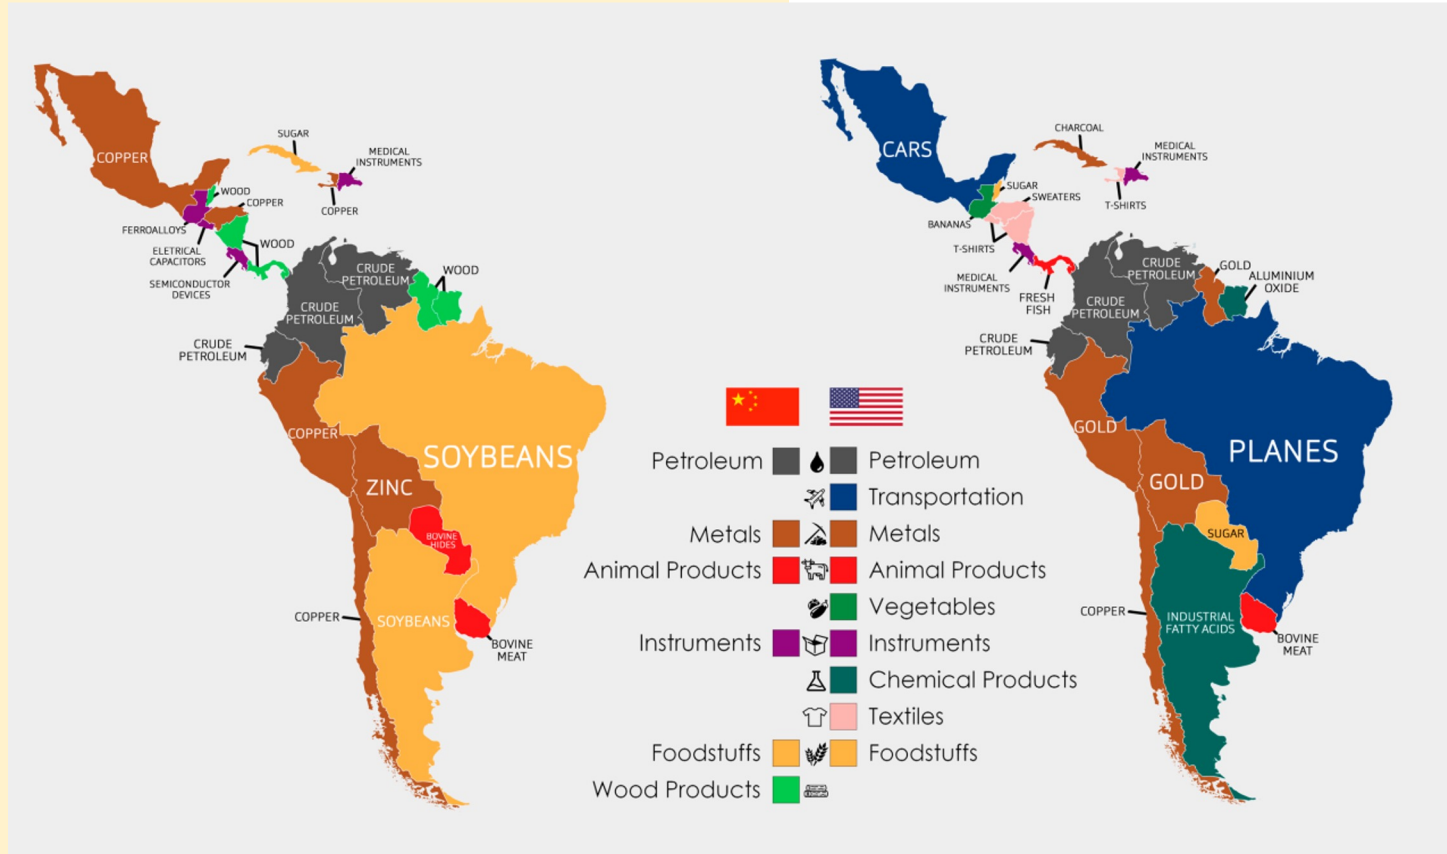 COPPER
SUGAR
MEDICAL
INSTRUMENTS
WOOD
COPPER
COPPER
FERROALLOYS
ELETRICAL
CAPACITORS
WOOD
SEMICONDUCTOR
DEVICES
CRUDE
PETROLEUM
WOOD
CRUDE
PETROLEUM
CRUDE
PETROLEUM
COPPER
SOYBEANS
ZINC
BOVINE
HIDES
COPPER
SOYBEANS
BOVINE
MEAT
Petroleum
Metals
Animal Products
Instruments
Foodstuffs
Wood Products
Petroleum
Transportation
Metals
Animal Products
Vegetables
Instruments
Chemical Products
Textiles
Foodstuffs
CARS
CHARCOAL
MEDICAL
INSTRUMENTS
SUGAR
SWEATERS
T-SHIRTS
BANANAS
T-SHIRTS
MEDICAL
INSTRUMENTS
FRESH
FISH
CRUDE
PETROLEUM
GOLD
ALUMINIUM
OXIDE
CRUDE
PETROLEUM
CRUDE
PETROLEUM
GOLD
PLANES
GOLD
SUGAR
COPPER
INDUSTRIAL
FATTY ACIDS
BOVINE
MEAT